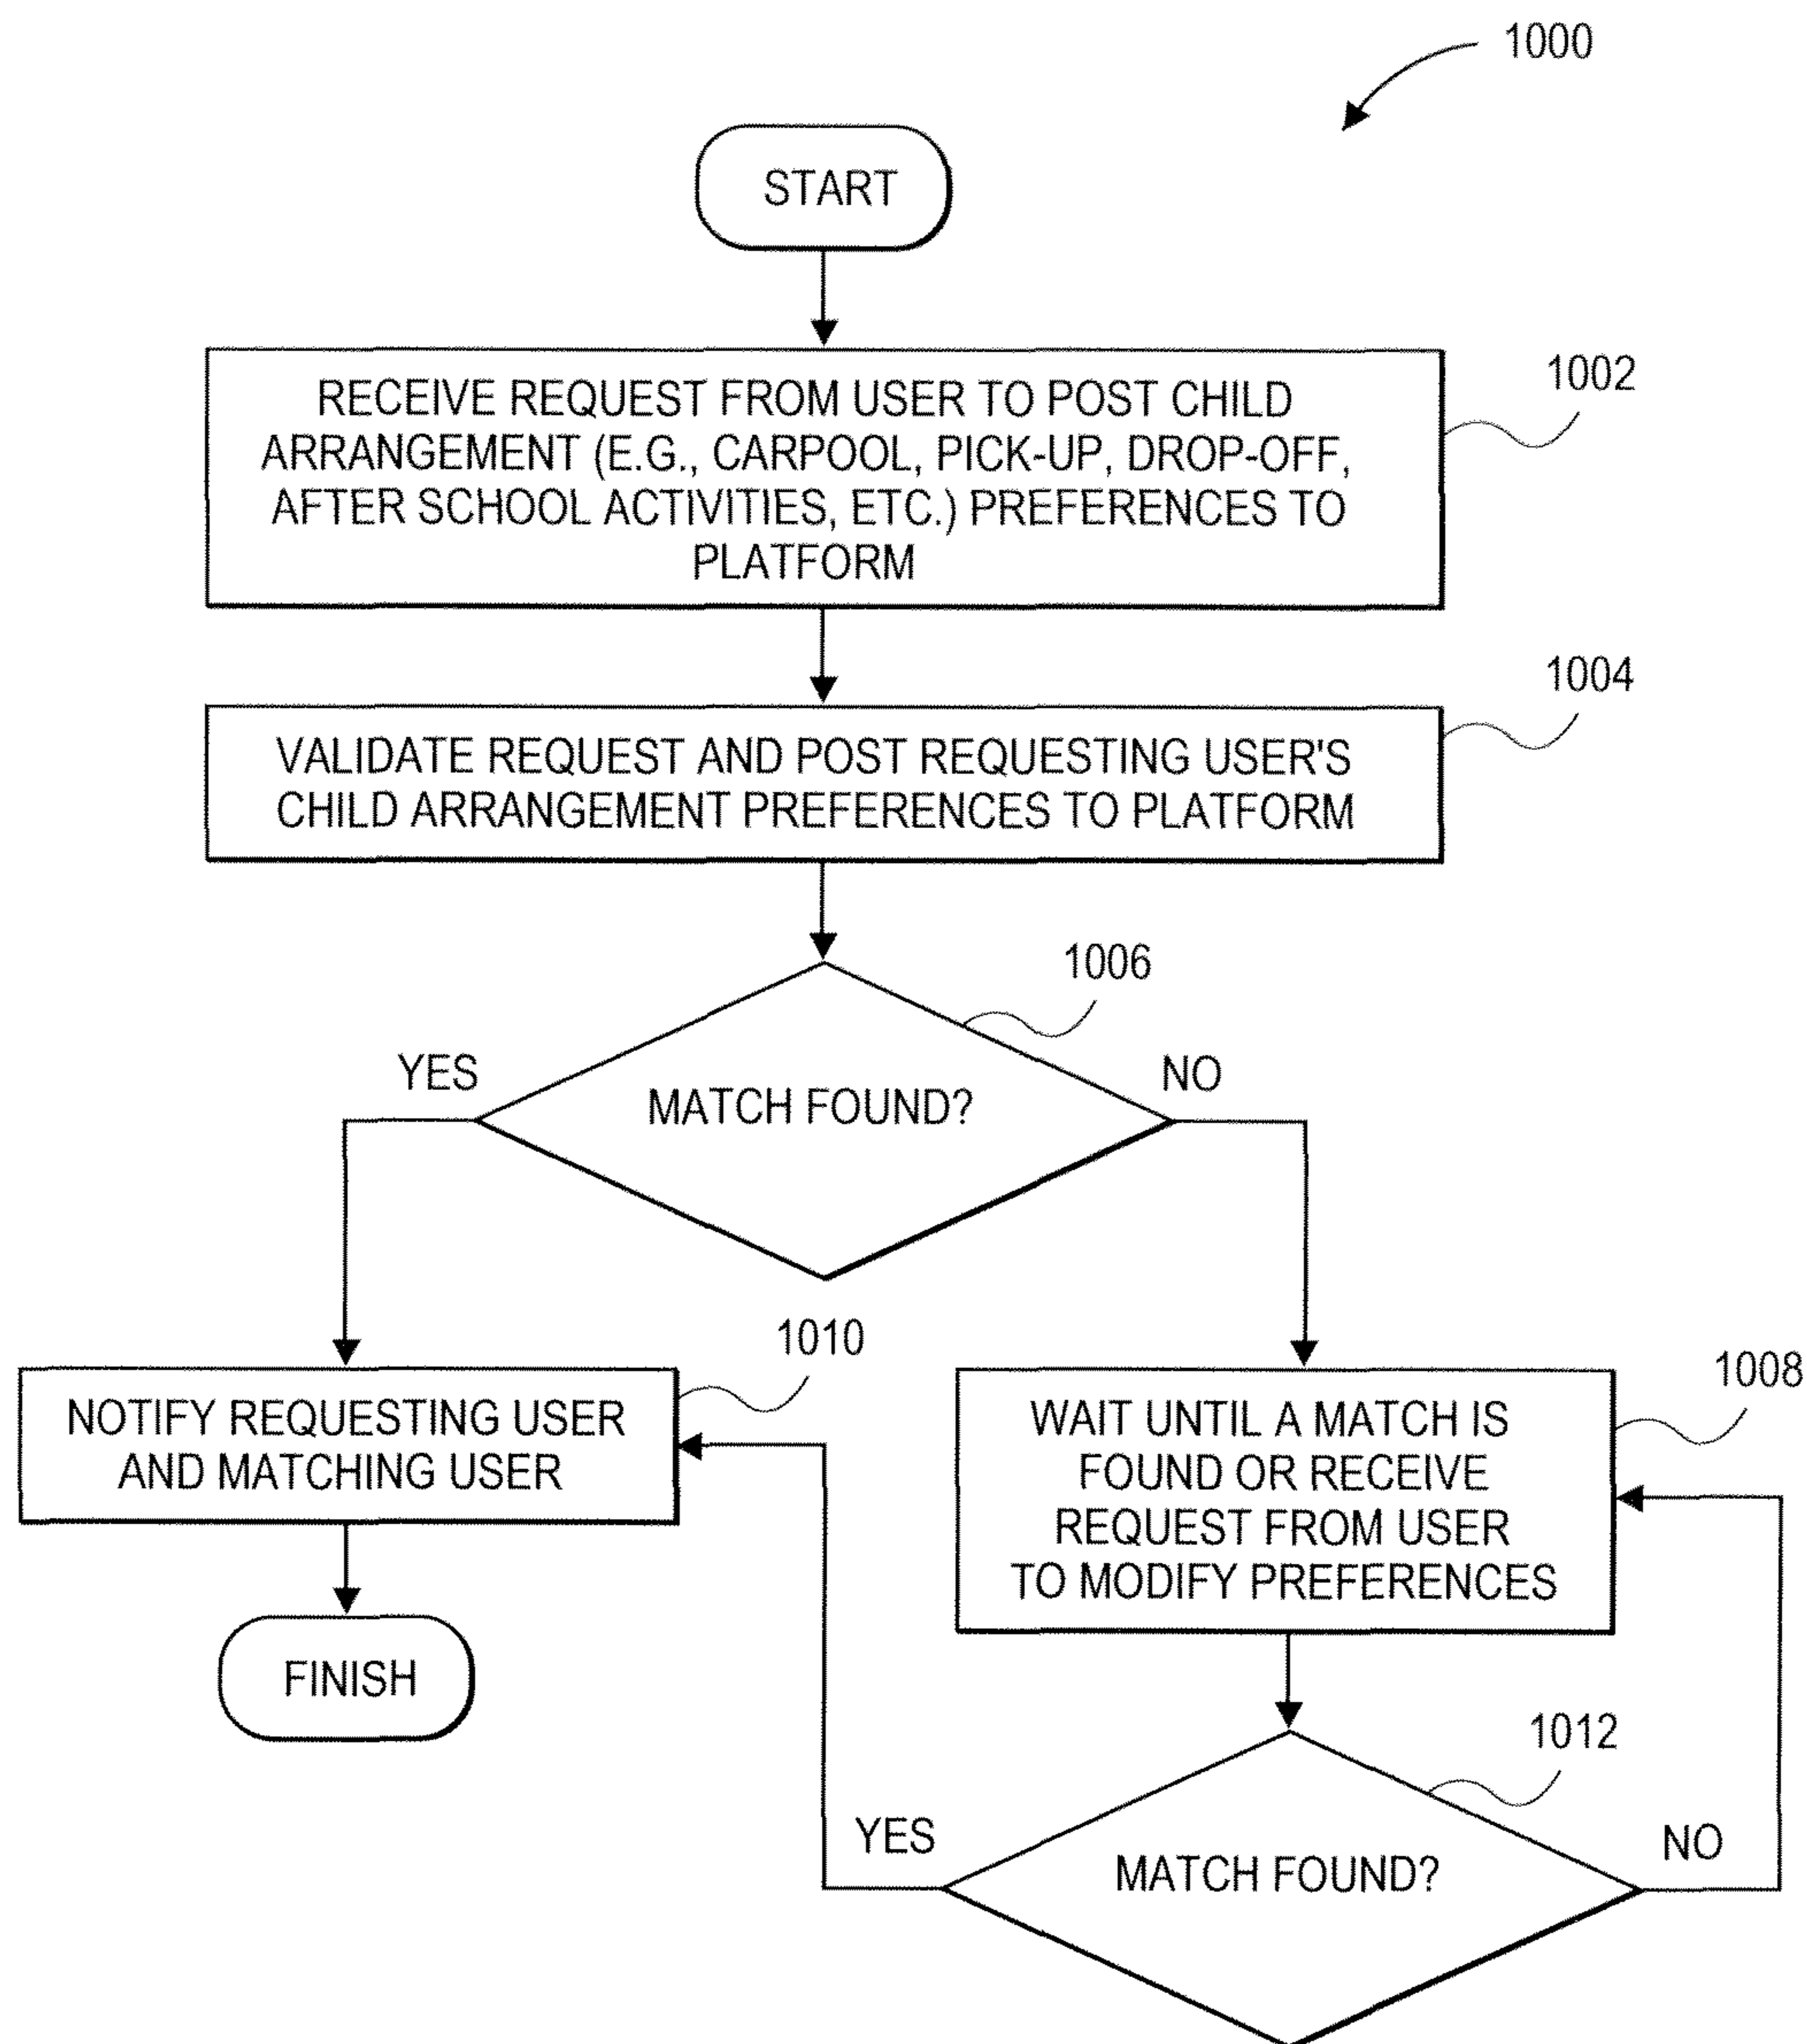 1000
START
RECEIVE REQUEST FROM USER TO POST CHILD
ARRANGEMENT (E.G., CARPOOL, PICK-UP, DROP-OFF,
AFTER SCHOOL ACTIVITIES, ETC.) PREFERENCES TO
PLATFORM
1002
VALIDATE REQUEST AND POST REQUESTING USER'S
CHILD ARRANGEMENT PREFERENCES TO PLATFORM
1004
1006
YES
NO
MATCH FOUND?
1010
NOTIFY REQUESTING USER
AND MATCHING USER
1008
WAIT UNTIL A MATCH IS
FOUND OR RECEIVE
REQUEST FROM USER
TO MODIFY PREFERENCES
FINISH
1012
YES
NO
MATCH FOUND?